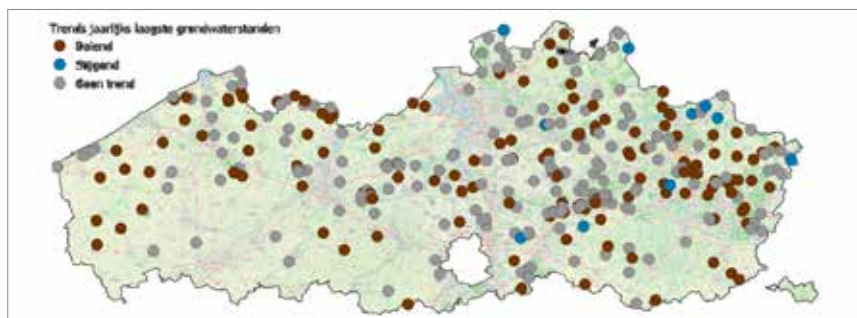 Trends jaarlijks laagste grondwaterstanden
Dalend
Stijgend
Geen trend